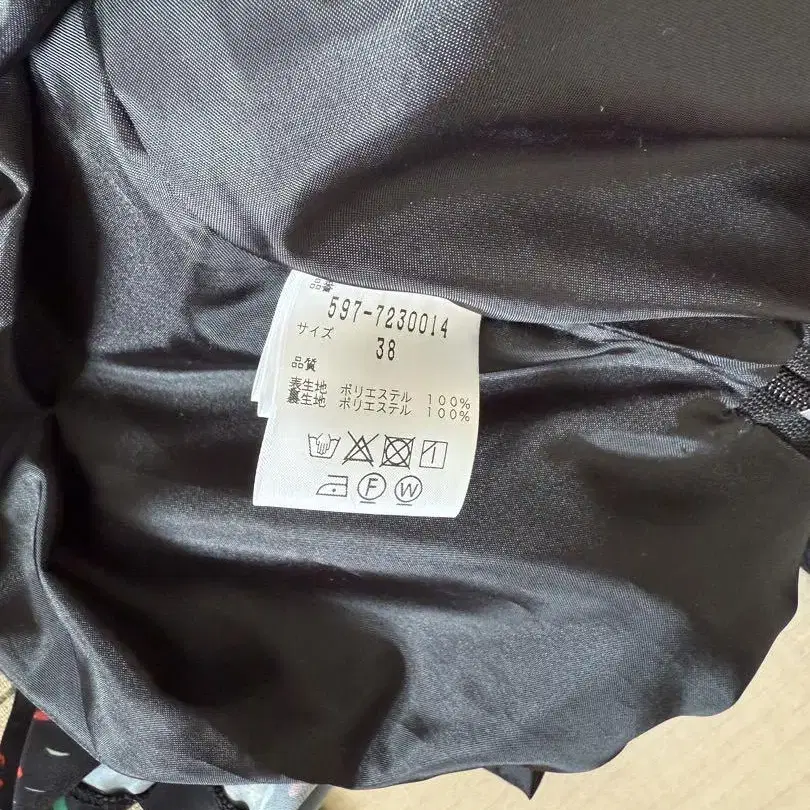 品番
597-7230014
サイズ
38
品質
表生地 ポリエステル 100%
裏生地 ポリエステル 100%
F W